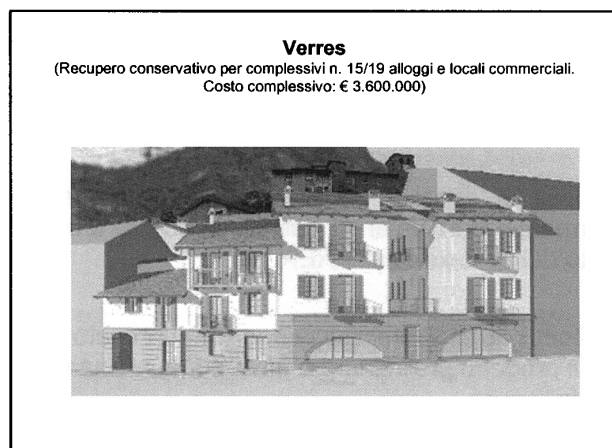 Verres
(Recupero conservativo per complessivi n. 15/19 alloggi e locali commerciali.
Costo complessivo: € 3.600.000)